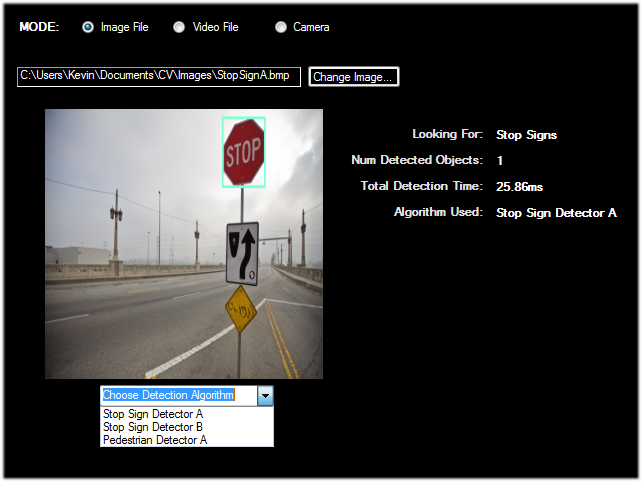 MODE: Image File Video File Camera
C:\Users\Kevin\Documents\CV\Images\StopSignA.bmp Change Image...
STOP
Looking For: Stop Signs
Num Detected Objects: 1
Total Detection Time: 25.86ms
Algorithm Used: Stop Sign Detector A
Choose Detection Algorithm
Stop Sign Detector A
Stop Sign Detector B
Pedestrian Detector A